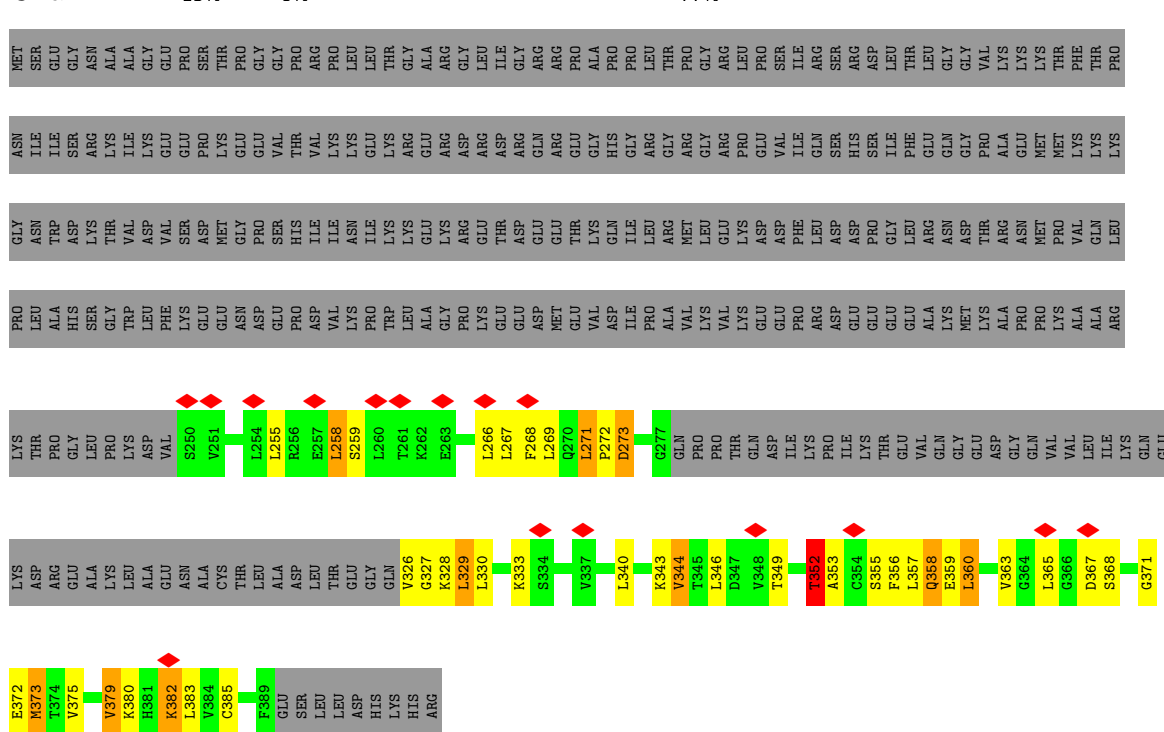 MET SER GLU GLY ASN ALA ALA GLY GLU PRO SER THR PRO GLY GLY PRO ARG PRO LEU LEU THR GLY ALA ARG GLY LEU ILE GLY ARG ARG PRO ALA PRO PRO LEU THR PRO GLY ARG LEU PRO SER ILE ARG SER ARG ASP LEU THR LEU GLY GLY VAL LYS LYS LYS THR PHE THR PRO
ASN ILE ILE SER ARG LYS ILE LYS GLU GLU PRO LYS GLU GLU VAL THR VAL LYS LYS GLU LYS ARG GLU ARG ASP ARG ASP ARG GLN ARG GLU GLY HIS GLY ARG GLY ARG GLY ARG PRO GLU VAL ILE GLN SER HIS SER ILE PHE GLU GLN GLY PRO ALA GLU MET MET LYS LYS LYS
GLY ASN TRP ASP LYS THR VAL ASP VAL SER ASP MET GLY PRO SER HIS ILE ILE ASN ILE LYS LYS GLU LYS ARG GLU THR ASP GLU GLU THR LYS GLN ILE LEU ARG MET LEU GLU LYS ASP ASP PHE LEU ASP ASP PRO GLY LEU ARG ASN ASP THR ARG ASN MET PRO VAL GLN LEU
PRO LEU ALA HIS SER GLY TRP LEU PHE LYS GLU GLU ASN ASP GLU PRO ASP VAL LYS PRO TRP LEU ALA GLY PRO LYS GLU GLU ASP MET GLU VAL ASP ILE PRO ALA VAL LYS VAL LYS GLU GLU PRO ARG ASP GLU GLU GLU GLU ALA LYS MET LYS ALA PRO PRO LYS ALA ALA ARG
LYS THR PRO GLY LEU PRO LYS ASP VAL S250 V251 L254 L255 R256 E257 L258 S259 L260 T261 K262 E263 L266 L267 F268 L269 Q270 L271 P272 D273 G277 GLN PRO PRO THR GLN ASP ILE LYS PRO ILE LYS THR GLU VAL GLN GLY GLU ASP GLY GLN VAL VAL LEU ILE LYS GLN GLU
LYS ASP ARG GLU ALA LYS LEU ALA GLU ASN ALA CYS THR LEU ALA ASP LEU THR GLU GLY GLN V326 G327 K328 L329 L330 K333 S334 V337 L340 K343 V344 T345 L346 D347 V348 T349 T352 A353 C354 S355 F356 L357 Q358 E359 L360 V363 G364 L365 G366 D367 S368 G371
E372 M373 T374 V375 V379 K380 H381 K382 L383 V384 C385 F389 GLU SER LEU LEU ASP HIS LYS HIS ARG